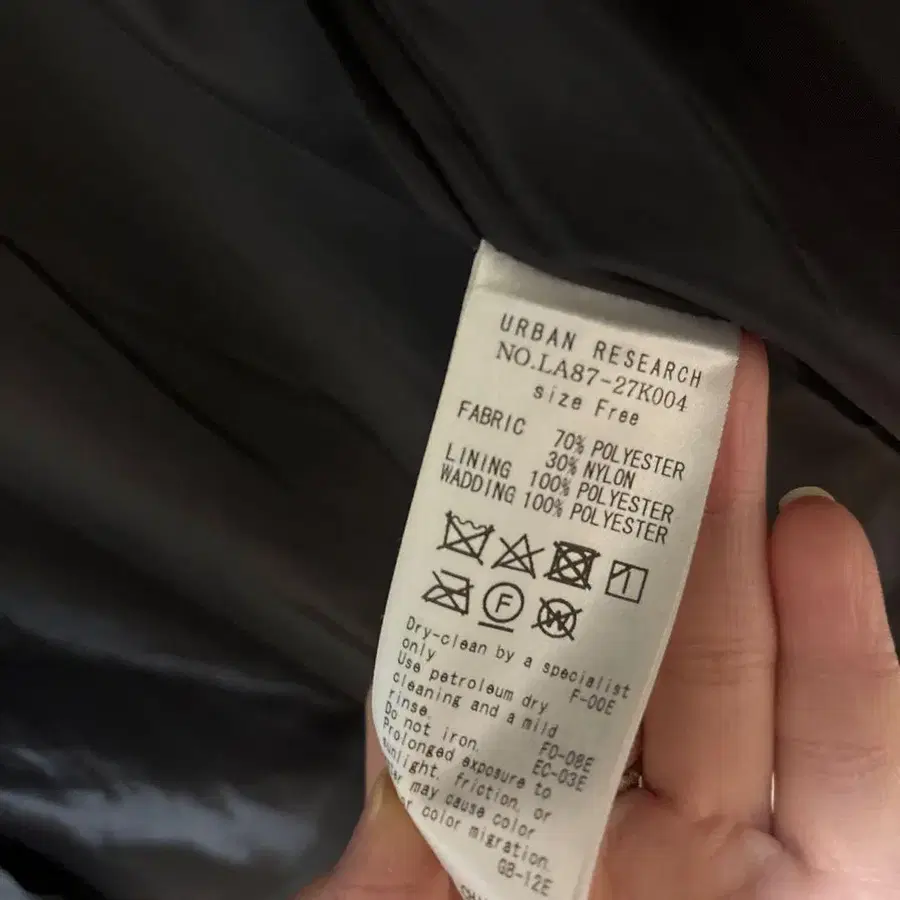 URBAN RESEARCH
NO.LA87-27K004
size Free
FABRIC 70% POLYESTER
30% NYLON
LINING 100% POLYESTER
WADDING 100% POLYESTER
F
W
Dry-clean by a specialist
only F-00E
Use petroleum dry
cleaning and a mild
rinse. FO-08E
Do not iron. EC-03E
Prolonged exposure to
sunlight, friction, or
may cause color
or color migration.
GB-12E